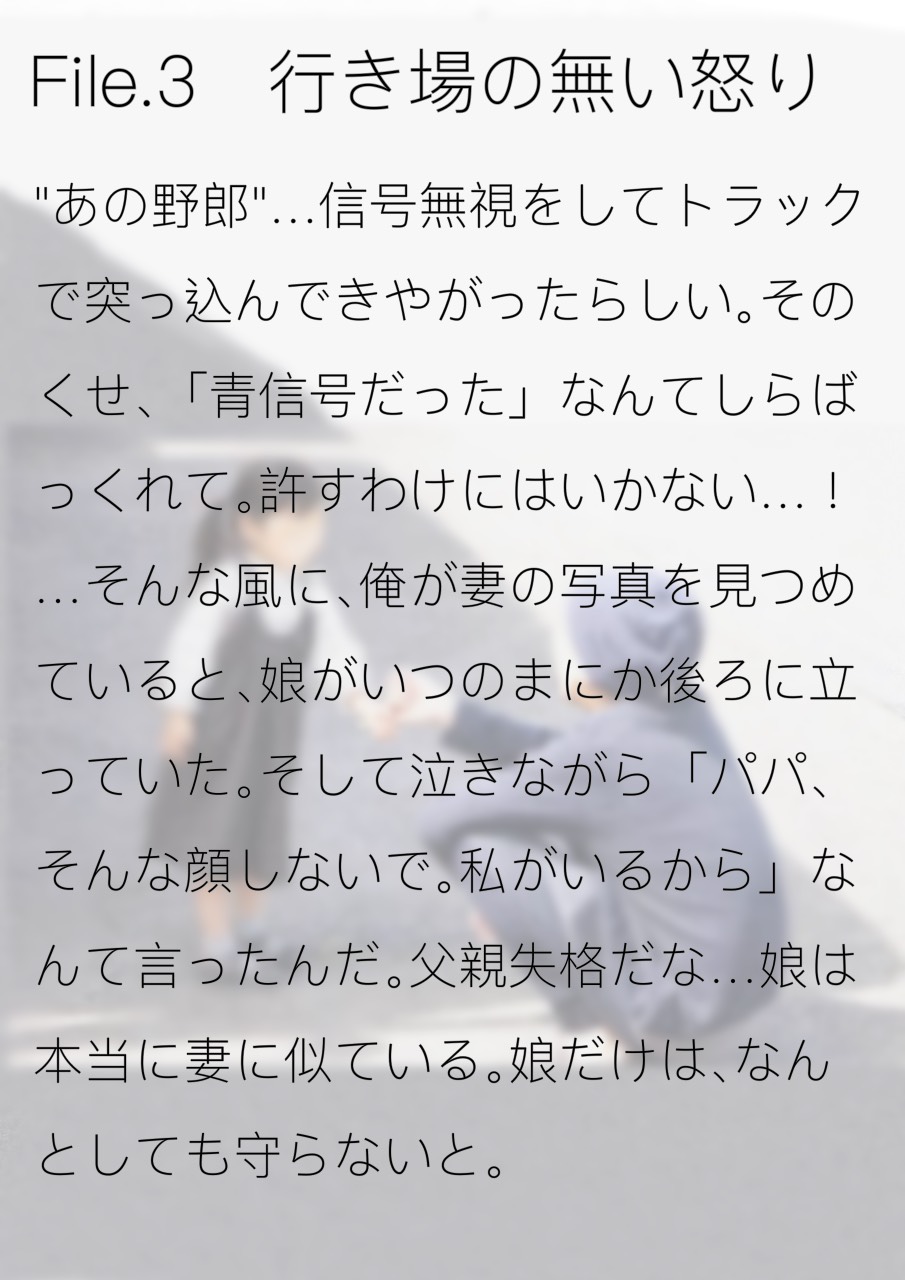 File.3　行き場の無い怒り
"あの野郎"…信号無視をしてトラック
で突っ込んできやがったらしい。その
くせ、「青信号だった」なんてしらば
っくれて。許すわけにはいかない…！
…そんな風に、俺が妻の写真を見つめ
ていると、娘がいつのまにか後ろに立
っていた。そして泣きながら「パパ、
そんな顔しないで。私がいるから」な
んて言ったんだ。父親失格だな…娘は
本当に妻に似ている。娘だけは、なん
としても守らないと。